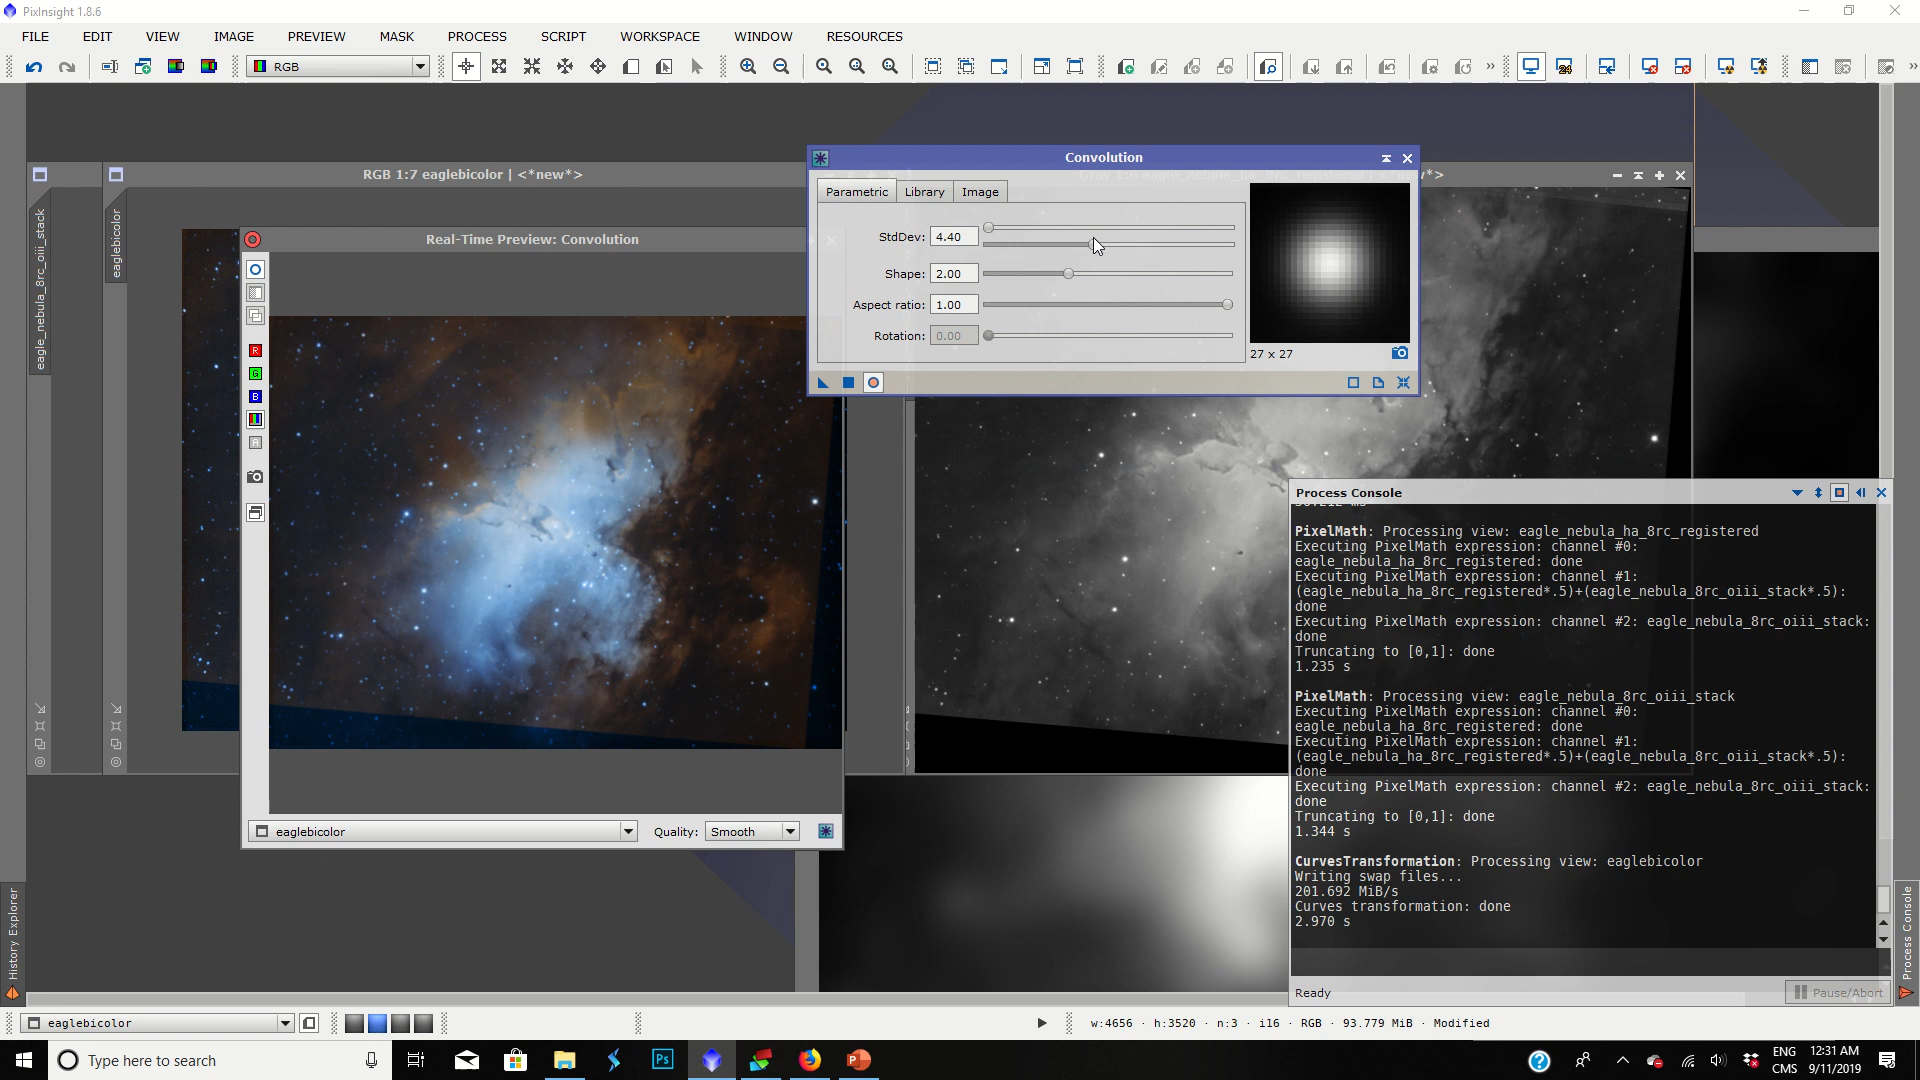 PixInsight 1.8.6
FILE EDIT VIEW IMAGE PREVIEW MASK PROCESS SCRIPT WORKSPACE WINDOW RESOURCES
RGB
24
RGB 1:7 eaglebicolor | <*new*>
eagle_nebula_8rc_oiii_stack
eaglebicolor
Real-Time Preview: Convolution
R
G
B
A
eaglebicolor
Quality: Smooth
Convolution
Parametric Library Image
StdDev: 4.40
Shape: 2.00
Aspect ratio: 1.00
Rotation: 0.00
27 x 27
Process Console
PixelMath: Processing view: eagle_nebula_ha_8rc_registered
Executing PixelMath expression: channel #0:
eagle_nebula_ha_8rc_registered: done
Executing PixelMath expression: channel #1:
(eagle_nebula_ha_8rc_registered*.5)+(eagle_nebula_8rc_oiii_stack*.5):
done
Executing PixelMath expression: channel #2: eagle_nebula_8rc_oiii_stack:
done
Truncating to [0,1]: done
1.235 s
PixelMath: Processing view: eagle_nebula_8rc_oiii_stack
Executing PixelMath expression: channel #0:
eagle_nebula_ha_8rc_registered: done
Executing PixelMath expression: channel #1:
(eagle_nebula_ha_8rc_registered*.5)+(eagle_nebula_8rc_oiii_stack*.5):
done
Executing PixelMath expression: channel #2: eagle_nebula_8rc_oiii_stack:
done
Truncating to [0,1]: done
1.344 s
CurvesTransformation: Processing view: eaglebicolor
Writing swap files...
201.692 MiB/s
Curves transformation: done
2.970 s
Ready
Pause/Abort
History Explorer
Process Console
eaglebicolor
w:4656 · h:3520 · n:3 · i16 · RGB · 93.779 MiB · Modified
Type here to search
Ps
ENG
CMS
12:31 AM
9/11/2019